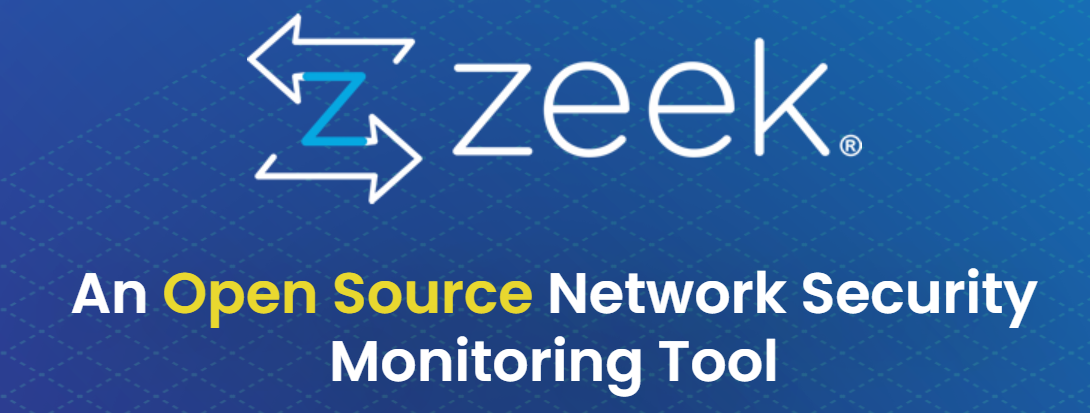 z zeek®
An Open Source Network Security
Monitoring Tool